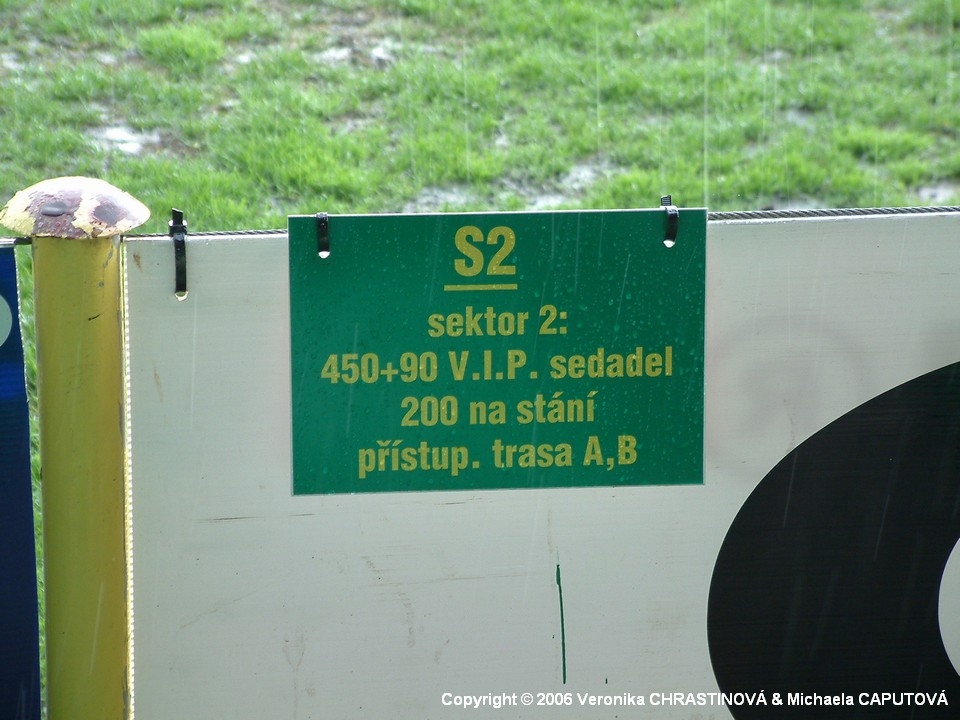 S2
sektor 2:
450+90 V.I.P. sedadel
200 na stání
přístup. trasa A,B
Copyright © 2006 Veronika CHRASTINOVÁ & Michaela CAPUTOVÁ